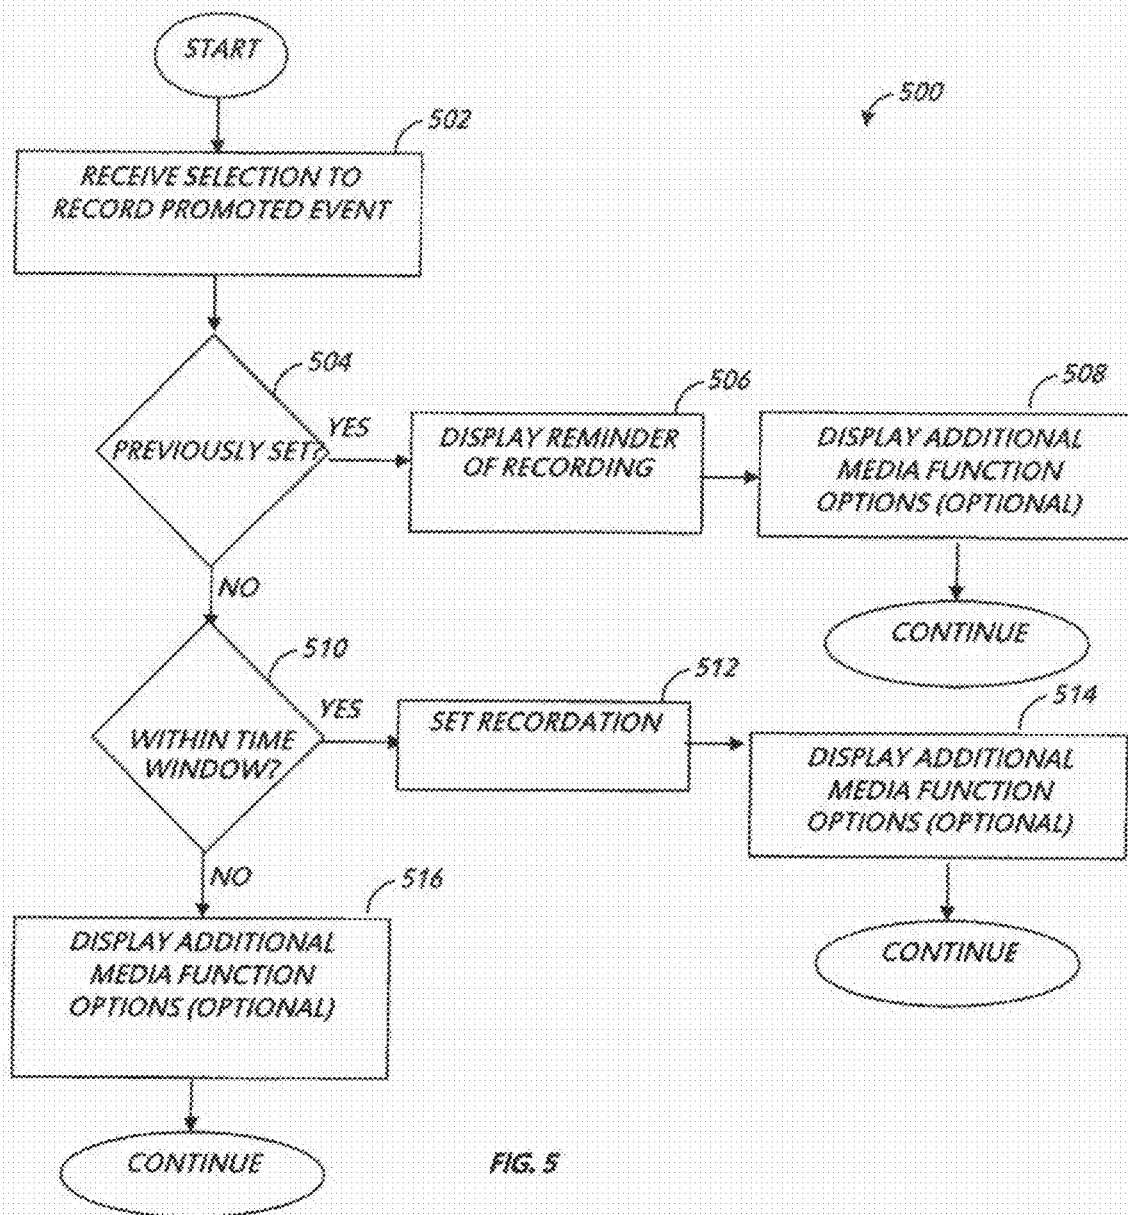 START
500
502
RECEIVE SELECTION TO
RECORD PROMOTED EVENT
504
PREVIOUSLY SET?
YES
506
DISPLAY REMINDER
OF RECORDING
508
DISPLAY ADDITIONAL
MEDIA FUNCTION
OPTIONS (OPTIONAL)
CONTINUE
NO
510
WITHIN TIME
WINDOW?
YES
512
SET RECORDATION
514
DISPLAY ADDITIONAL
MEDIA FUNCTION
OPTIONS (OPTIONAL)
CONTINUE
NO
516
DISPLAY ADDITIONAL
MEDIA FUNCTION
OPTIONS (OPTIONAL)
CONTINUE
FIG. 5